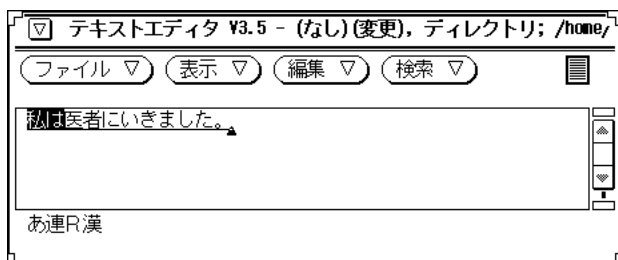 テキストエディタ V3.5 - (なし)(変更), ディレクトリ; /home/
ファイル ▽ 表示 ▽ 編集 ▽ 検索 ▽
私は医者にいきました。
あ連R漢